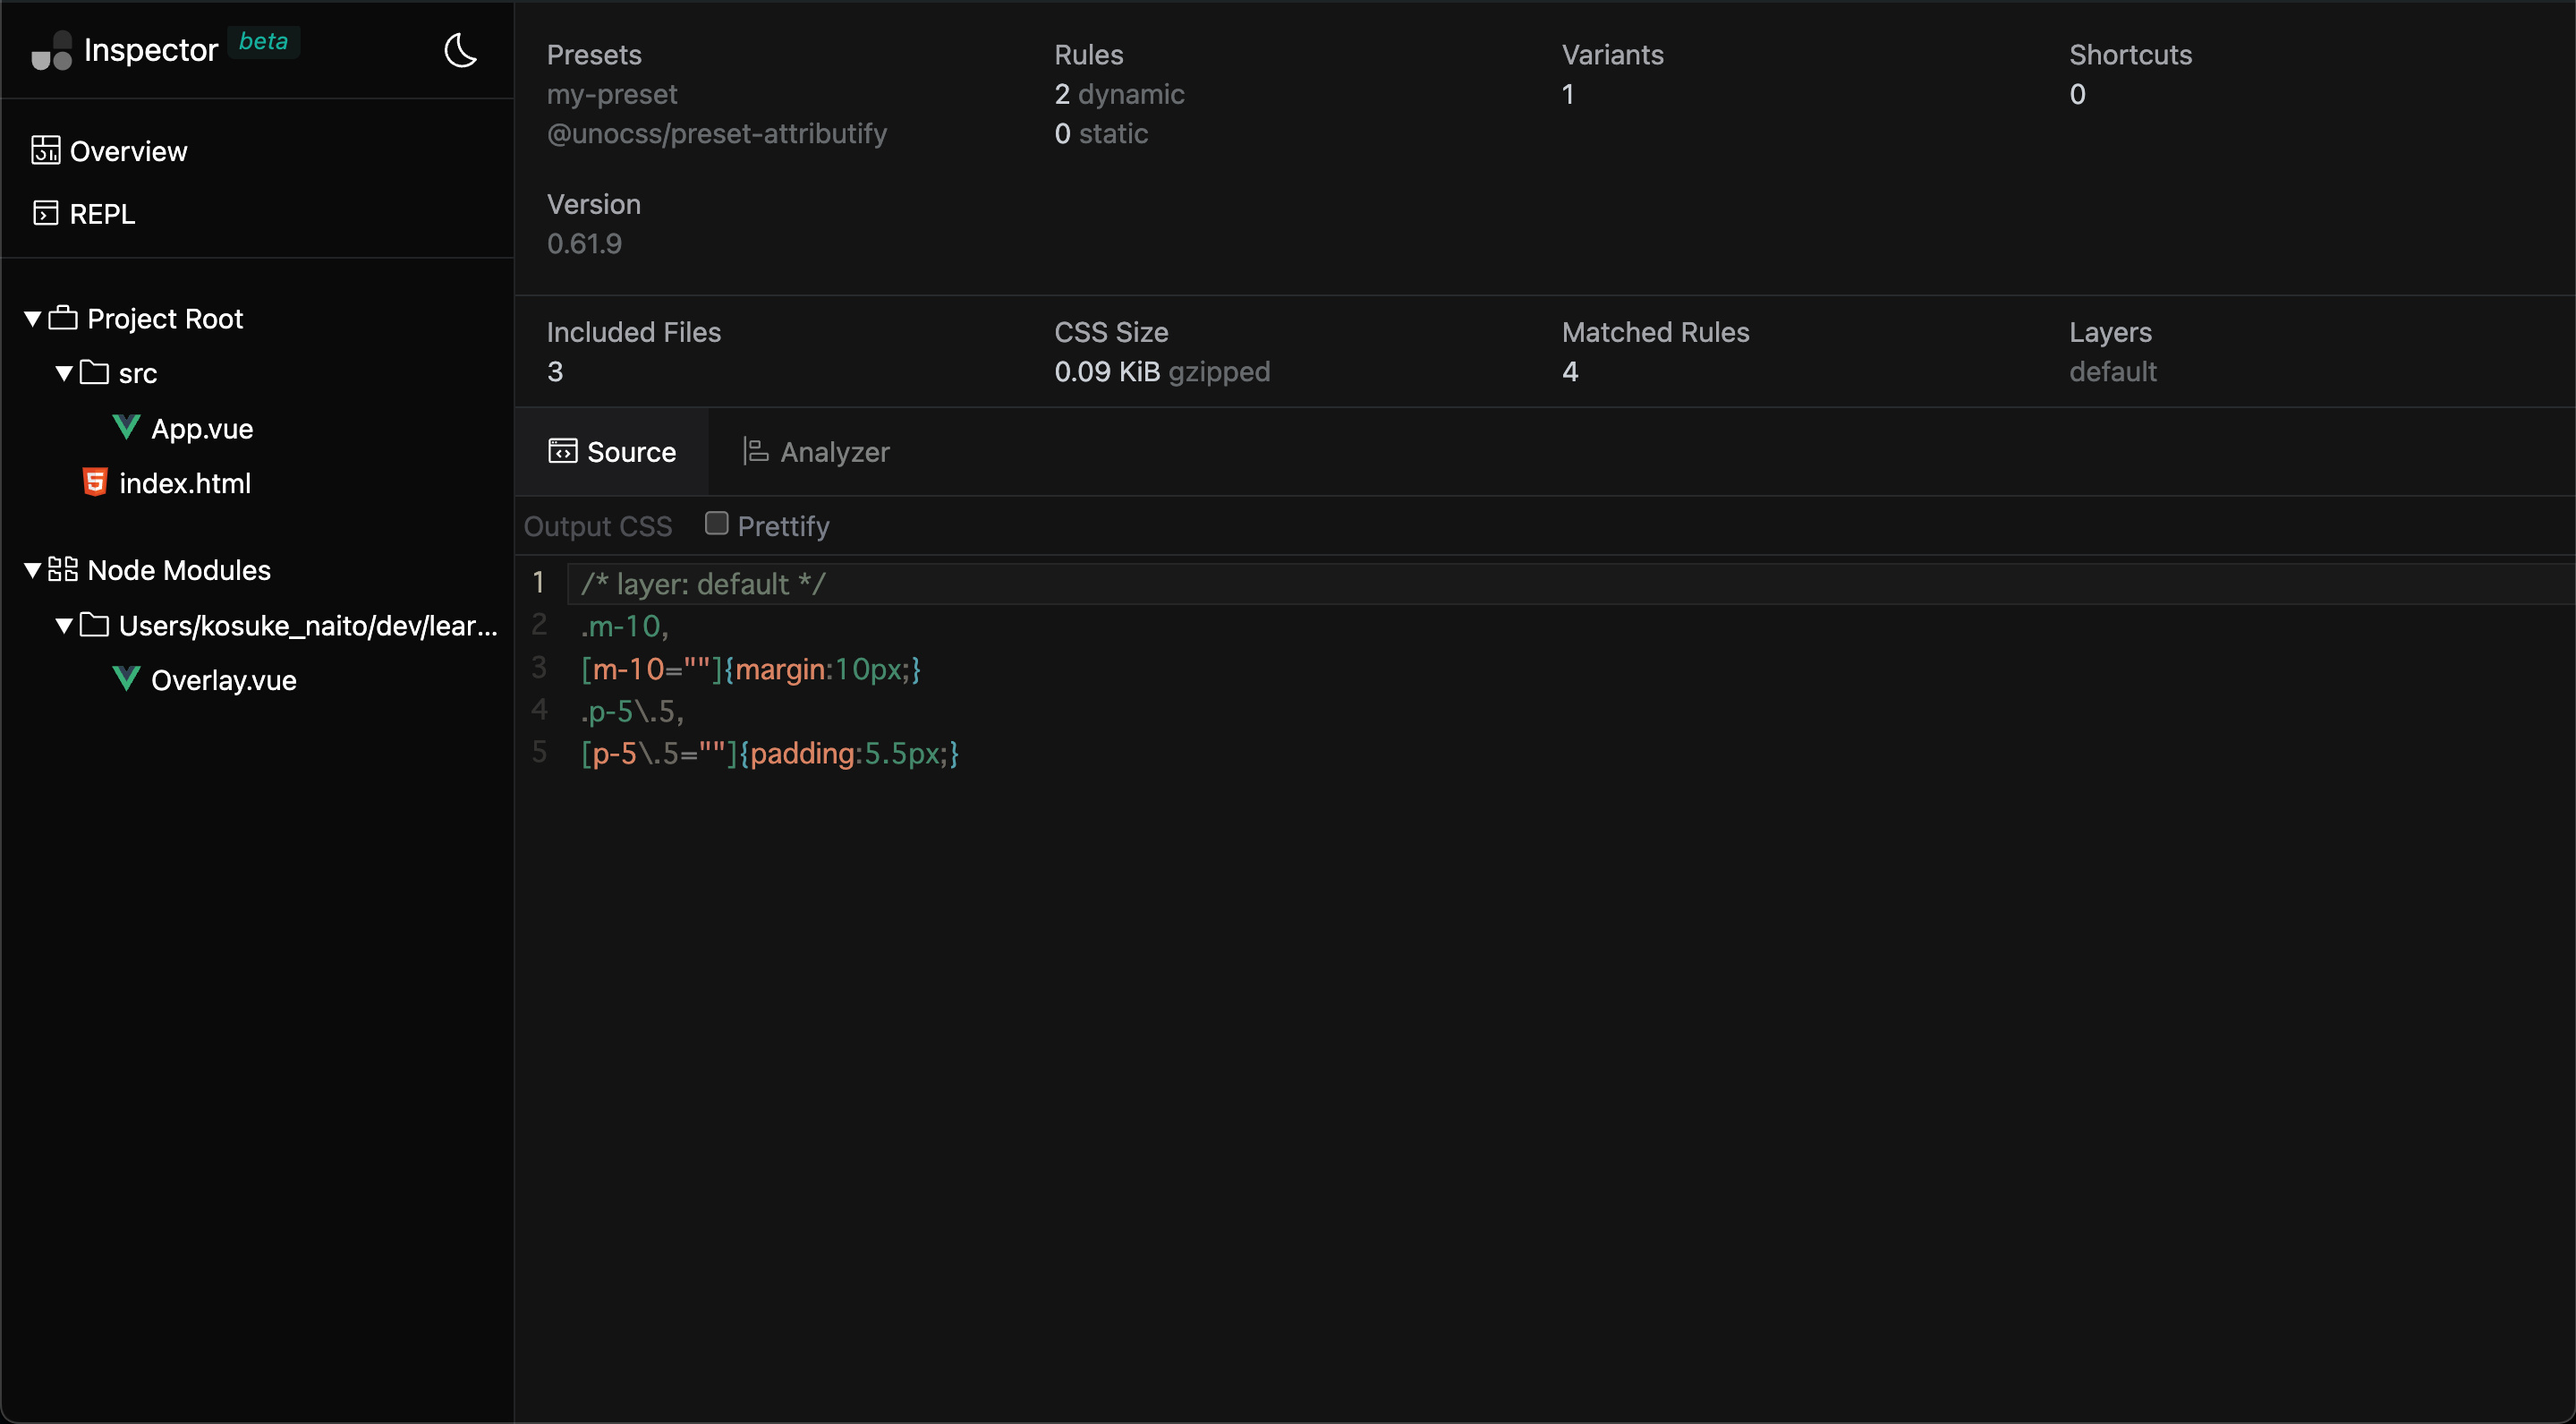 Inspector beta
Overview
REPL
Project Root
src
App.vue
index.html
Node Modules
Users/kosuke_naito/dev/lear...
Overlay.vue
Presets
my-preset
@unocss/preset-attributify
Rules
2 dynamic
0 static
Variants
1
Shortcuts
0
Version
0.61.9
Included Files
3
CSS Size
0.09 KiB gzipped
Matched Rules
4
Layers
default
Source
Analyzer
Output CSS
Prettify
1 /* layer: default */
2 .m-10,
3 [m-10=""]{margin:10px;}
4 .p-5\.5,
5 [p-5\.5=""]{padding:5.5px;}